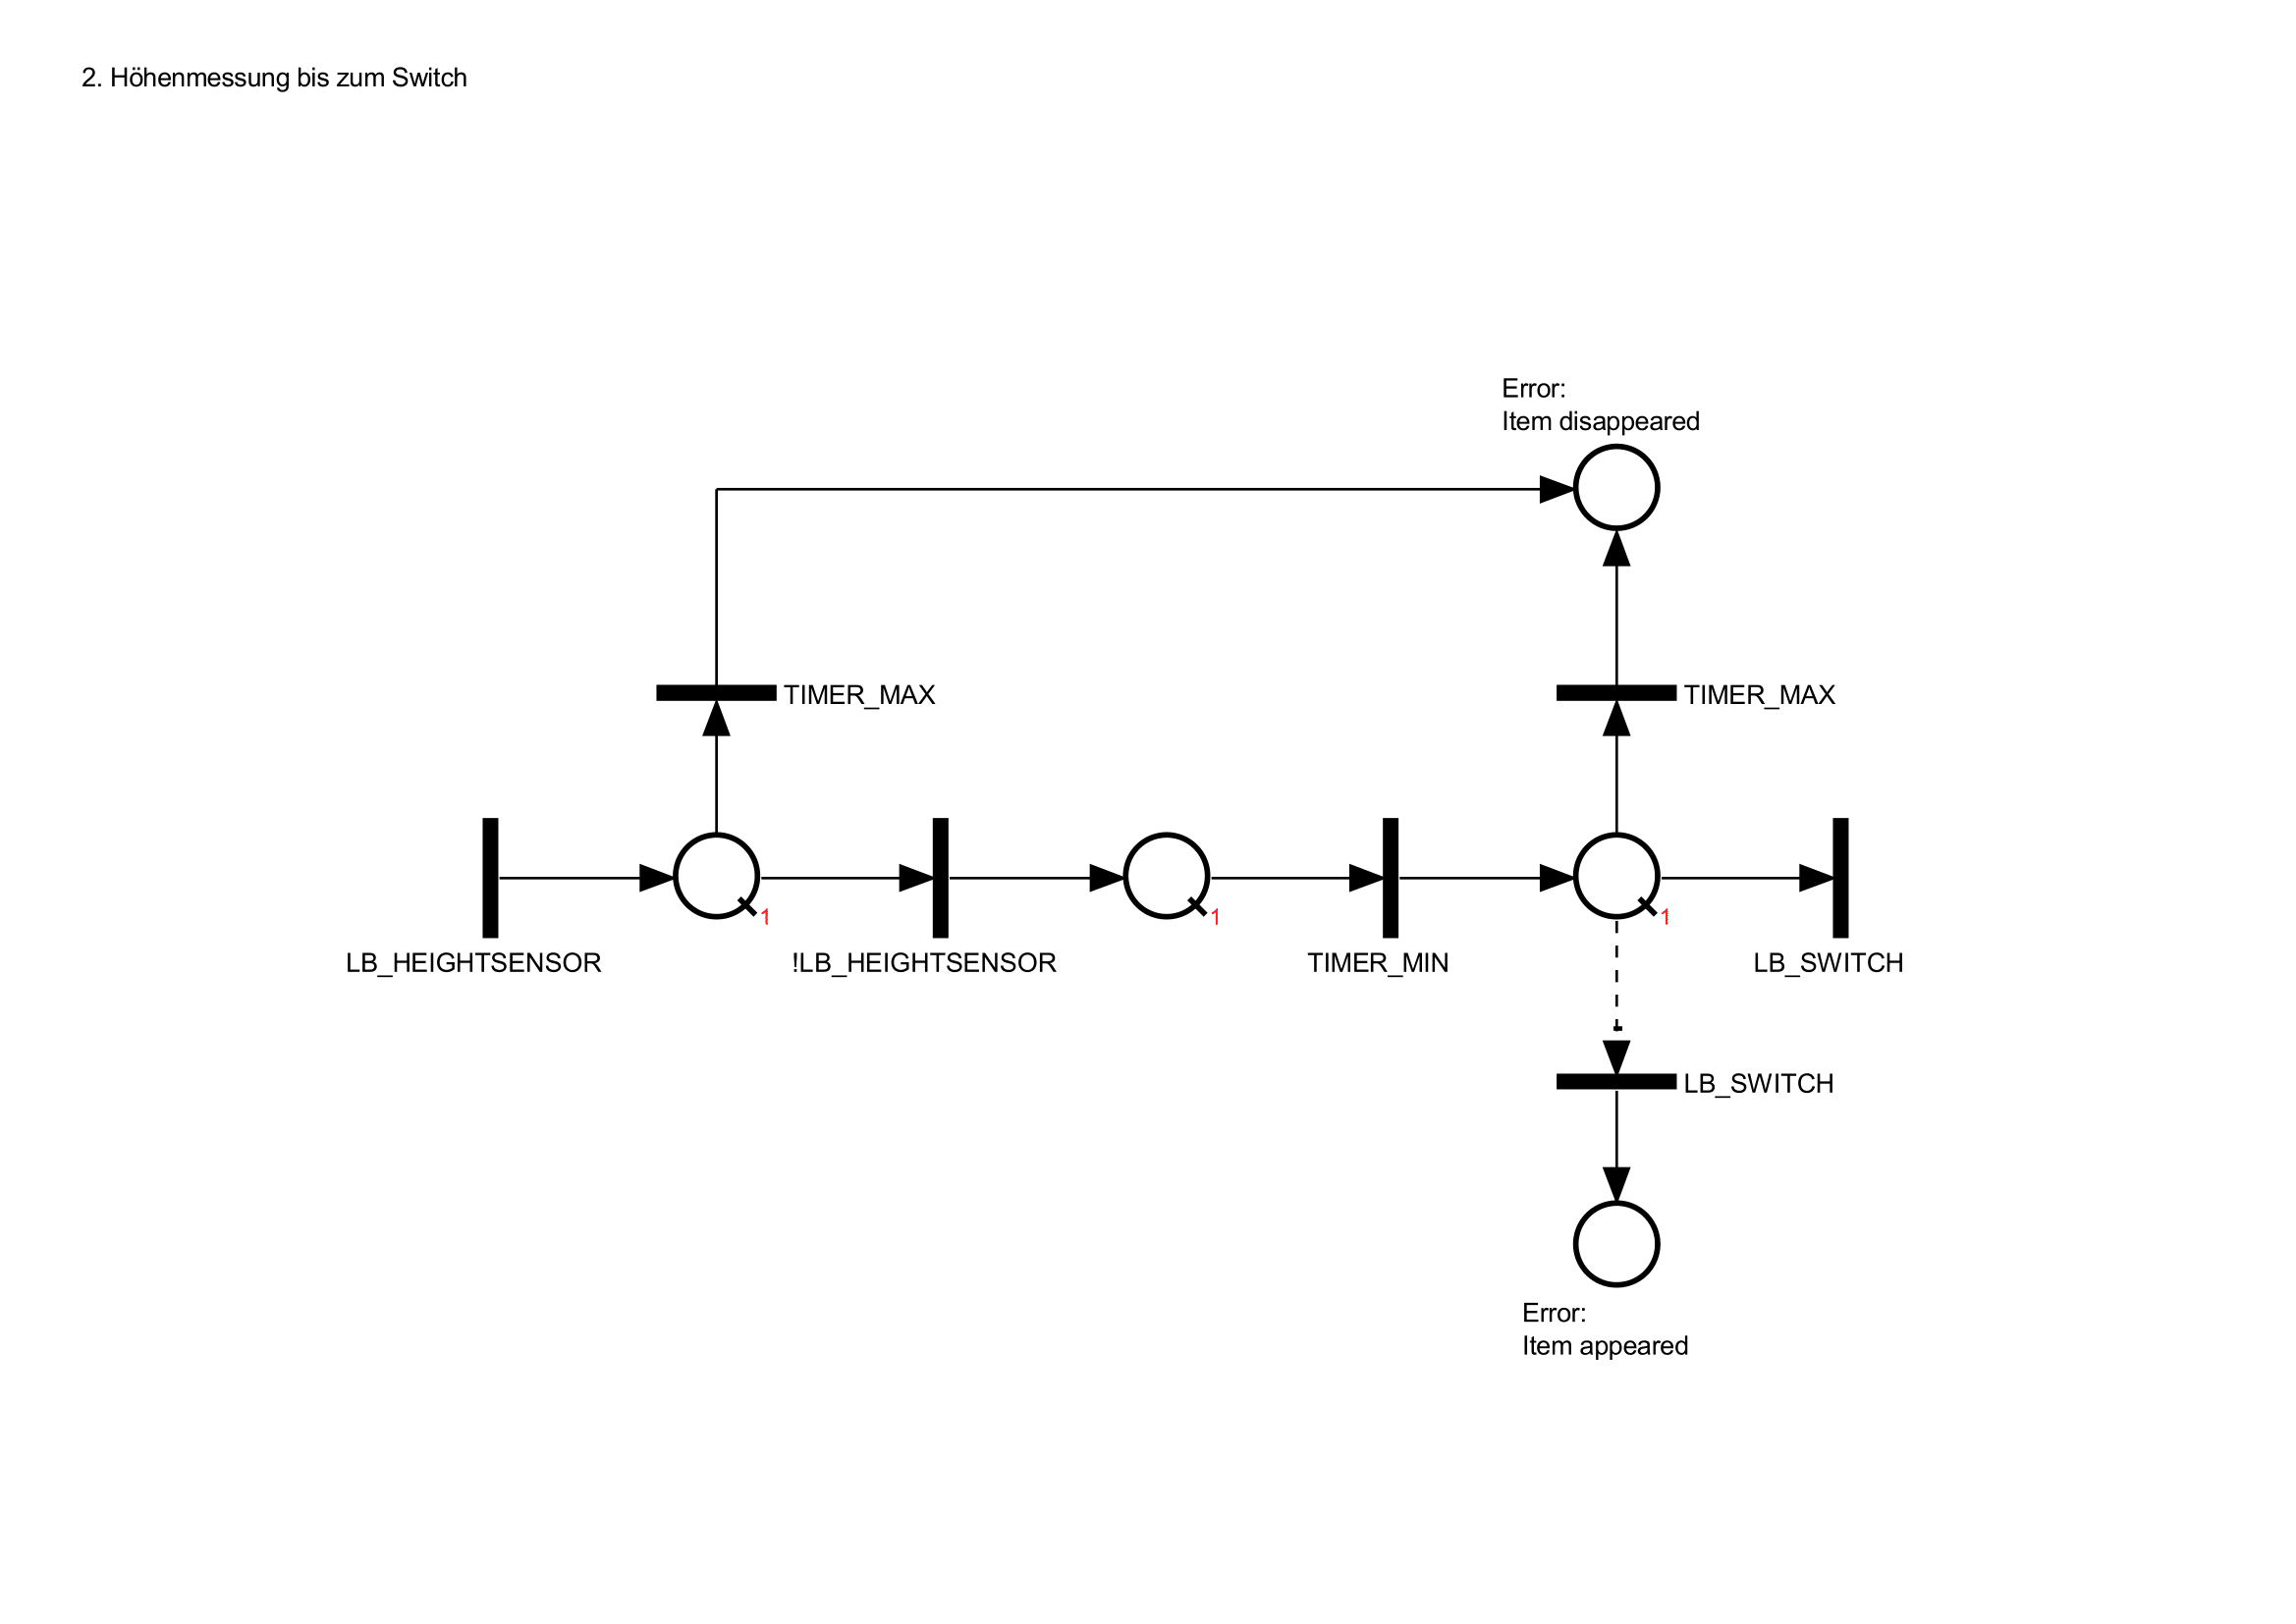 2. Höhenmessung bis zum Switch
Error:
Item disappeared
TIMER_MAX
TIMER_MAX
1
1
1
LB_HEIGHTSENSOR
!LB_HEIGHTSENSOR
TIMER_MIN
LB_SWITCH
LB_SWITCH
Error:
Item appeared